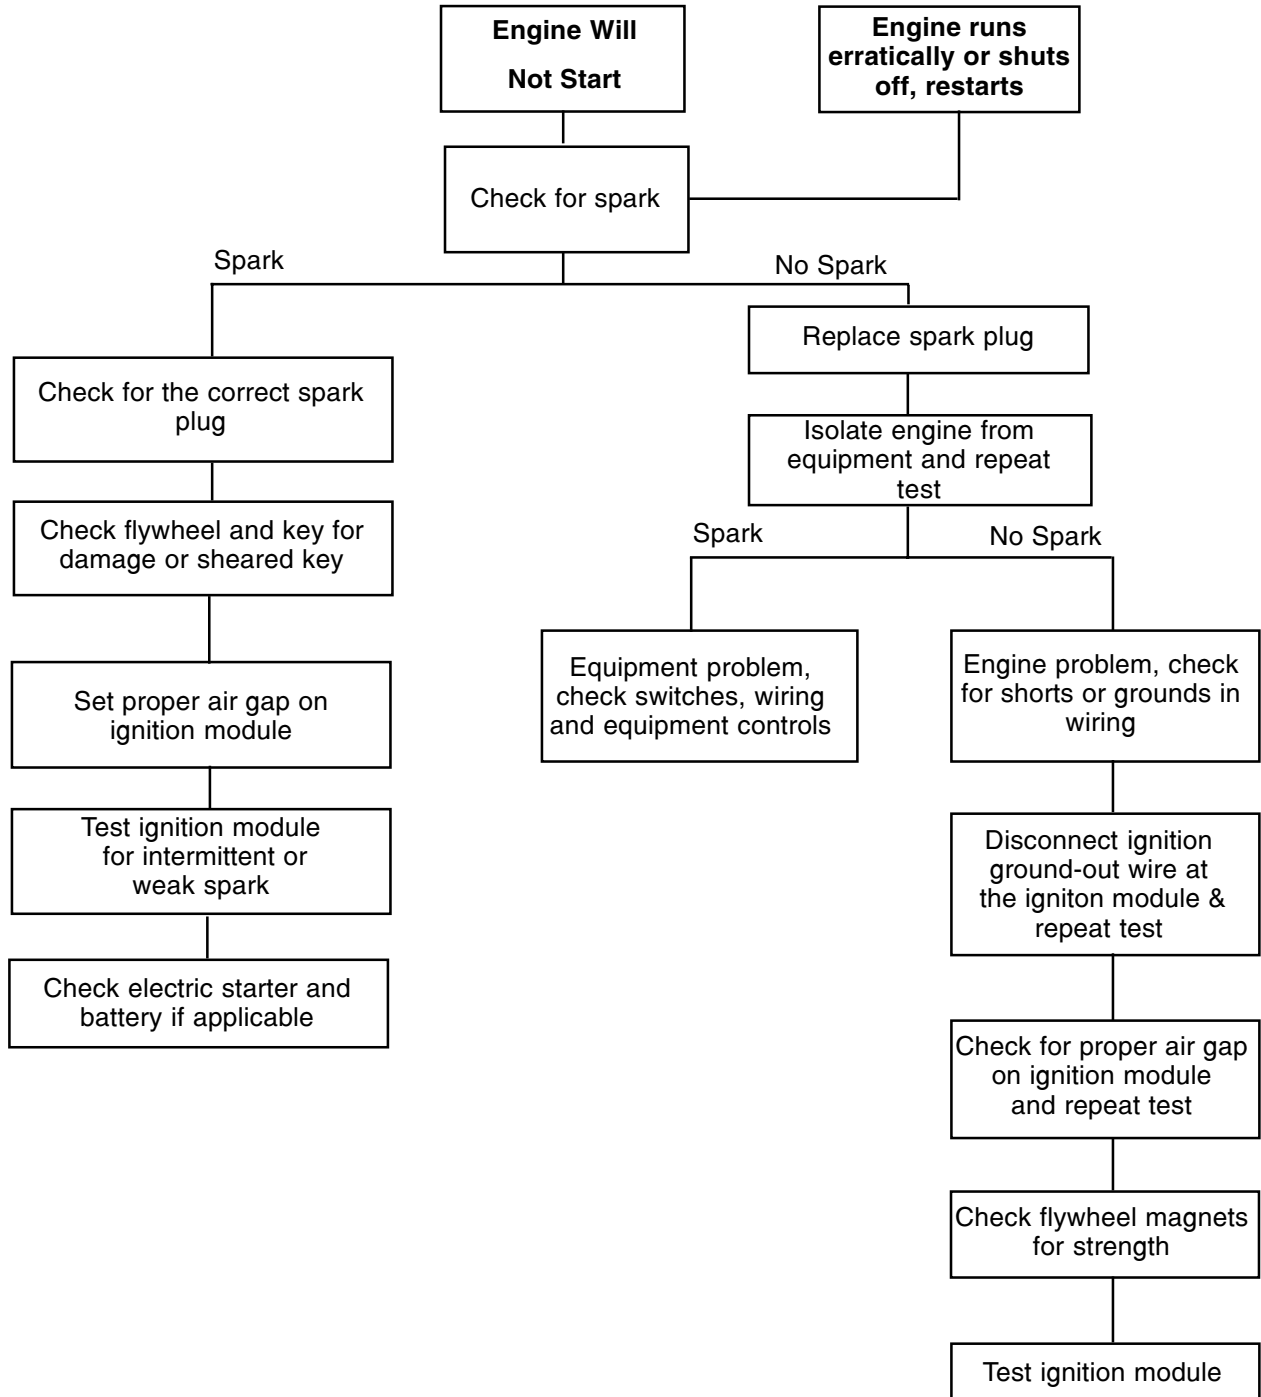 Engine Will
Not Start
Engine runs
erratically or shuts
off, restarts
Check for spark
Spark
No Spark
Check for the correct spark
plug
Check flywheel and key for
damage or sheared key
Set proper air gap on
ignition module
Test ignition module
for intermittent or
weak spark
Check electric starter and
battery if applicable
Replace spark plug
Isolate engine from
equipment and repeat
test
Spark
No Spark
Equipment problem,
check switches, wiring
and equipment controls
Engine problem, check
for shorts or grounds in
wiring
Disconnect ignition
ground-out wire at
the igniton module &
repeat test
Check for proper air gap
on ignition module
and repeat test
Check flywheel magnets
for strength
Test ignition module